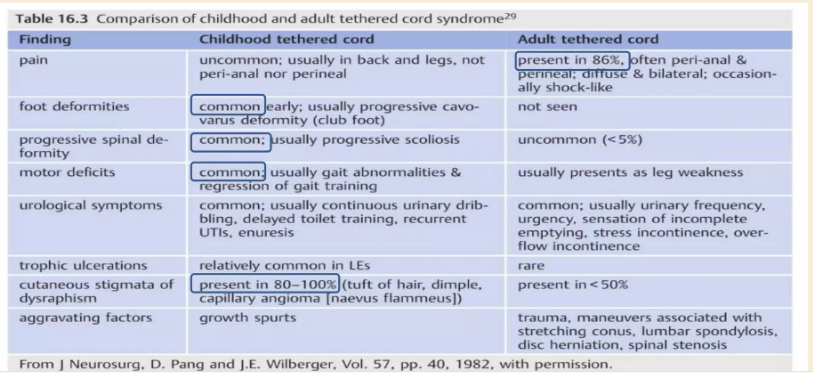 Table 16.3 Comparison of childhood and adult tethered cord syndrome29
Finding Childhood tethered cord Adult tethered cord
pain uncommon; usually in back and legs, not present in 86%, often peri-anal &
peri-anal nor perineal perineal; diffuse & bilateral; occasion-
ally shock-like
foot deformities common early; usually progressive cavo- not seen
varus deformity (club foot)
progressive spinal de- common; usually progressive scoliosis uncommon (<5%)
formity
motor deficits common; usually gait abnormalities & usually presents as leg weakness
regression of gait training
urological symptoms common; usually continuous urinary drib- common; usually urinary frequency,
bling, delayed toilet training, recurrent urgency, sensation of incomplete
UTIs, enuresis emptying, stress incontinence, over-
flow incontinence
trophic ulcerations relatively common in LEs rare
cutaneous stigmata of present in 80–100% (tuft of hair, dimple, present in <50%
dysraphism capillary angioma [naevus flammeus])
aggravating factors growth spurts trauma, maneuvers associated with
stretching conus, lumbar spondylosis,
disc herniation, spinal stenosis
From J Neurosurg, D. Pang and J.E. Wilberger, Vol. 57, pp. 40, 1982, with permission.